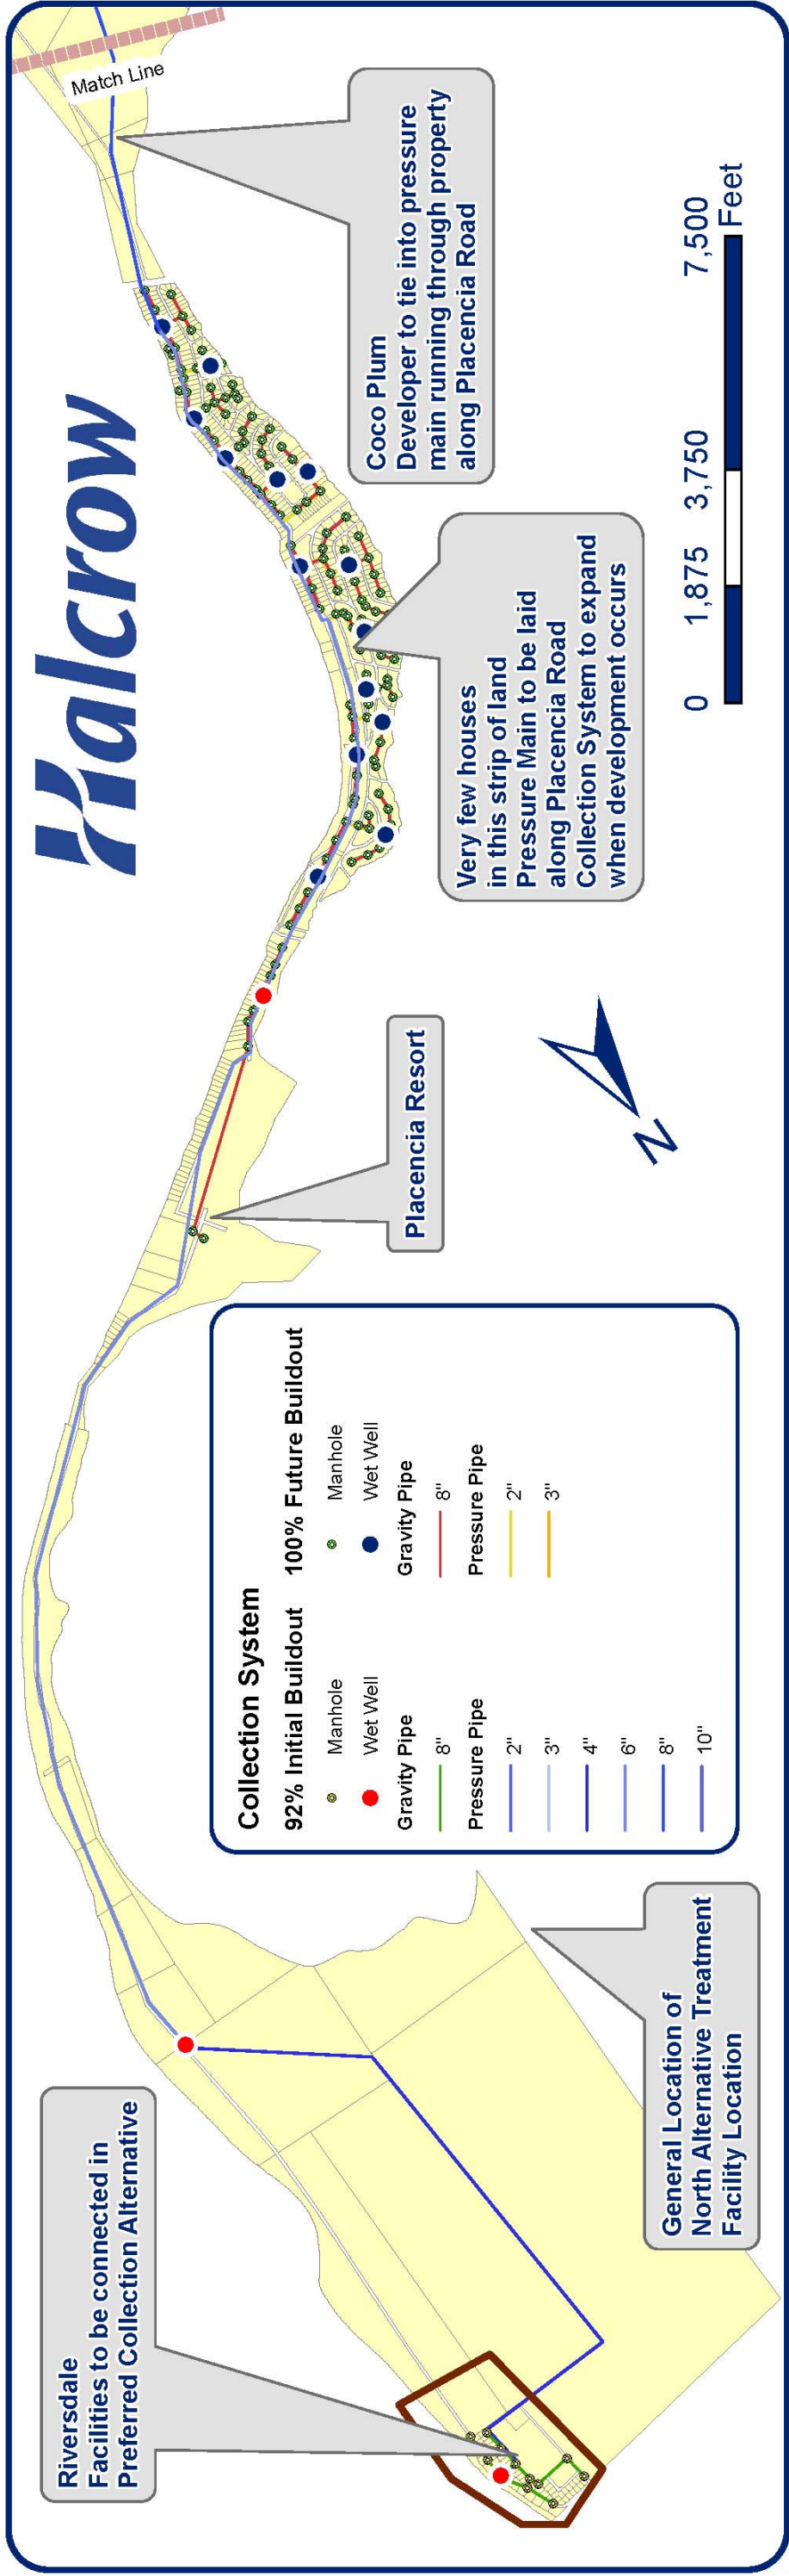 Halcrow
Riversdale
Facilities to be connected in
Preferred Collection Alternative
General Location of
North Alternative Treatment
Facility Location
Collection System
92% Initial Buildout
Manhole
Wet Well
Gravity Pipe
8"
Pressure Pipe
2"
3"
4"
6"
8"
10"
100% Future Buildout
Manhole
Wet Well
Gravity Pipe
8"
Pressure Pipe
2"
3"
Placencia Resort
N
Very few houses
in this strip of land
Pressure Main to be laid
along Placencia Road
Collection System to expand
when development occurs
Coco Plum
Developer to tie into pressure
main running through property
along Placencia Road
Match Line
0 1,875 3,750 7,500
Feet